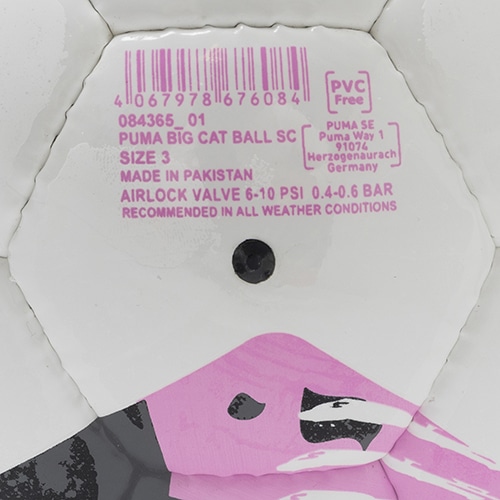 4 067978 676084
PVC
Free
084365_01
PUMA BIG CAT BALL SC
SIZE 3
MADE IN PAKISTAN
AIRLOCK VALVE 6-10 PSI 0.4-0.6 BAR
RECOMMENDED IN ALL WEATHER CONDITIONS
PUMA SE
Puma Way 1
91074
Herzogenaurach
Germany